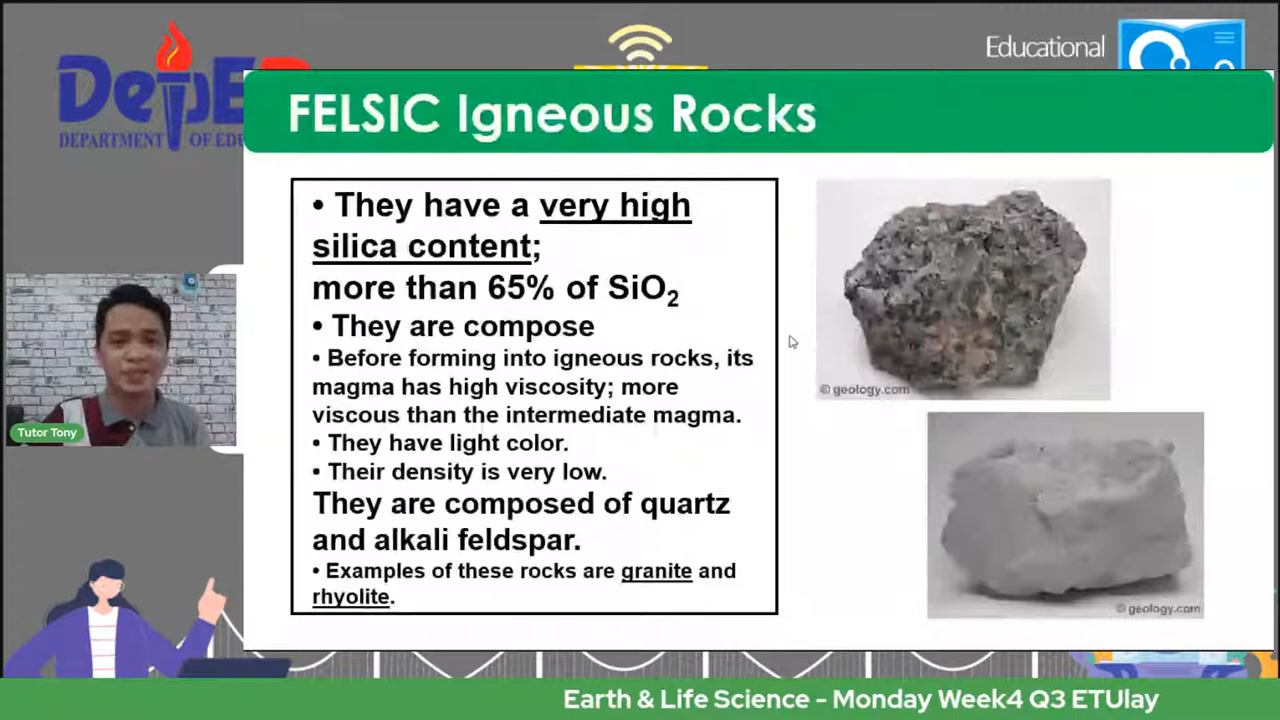 DepED
DEPARTMENT OF EDU
Educational
FELSIC Igneous Rocks
• They have a very high
silica content;
more than 65% of SiO₂
• They are compose
• Before forming into igneous rocks, its
magma has high viscosity; more
viscous than the intermediate magma.
• They have light color.
• Their density is very low.
They are composed of quartz
and alkali feldspar.
• Examples of these rocks are granite and
rhyolite.
© geology.com
© geology.com
Tutor Tony
Earth & Life Science - Monday Week4 Q3 ETUlay